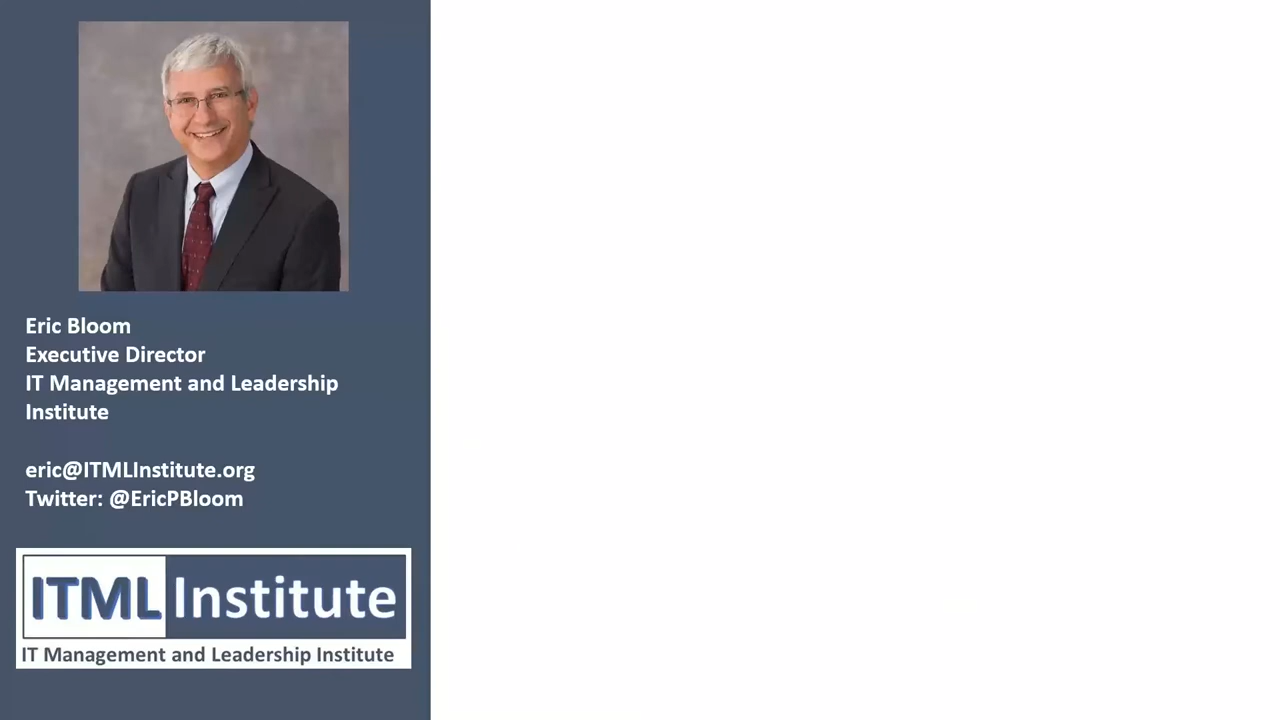 Eric Bloom
Executive Director
IT Management and Leadership
Institute
eric@ITMLInstitute.org
Twitter: @EricPBloom
ITML Institute
IT Management and Leadership Institute